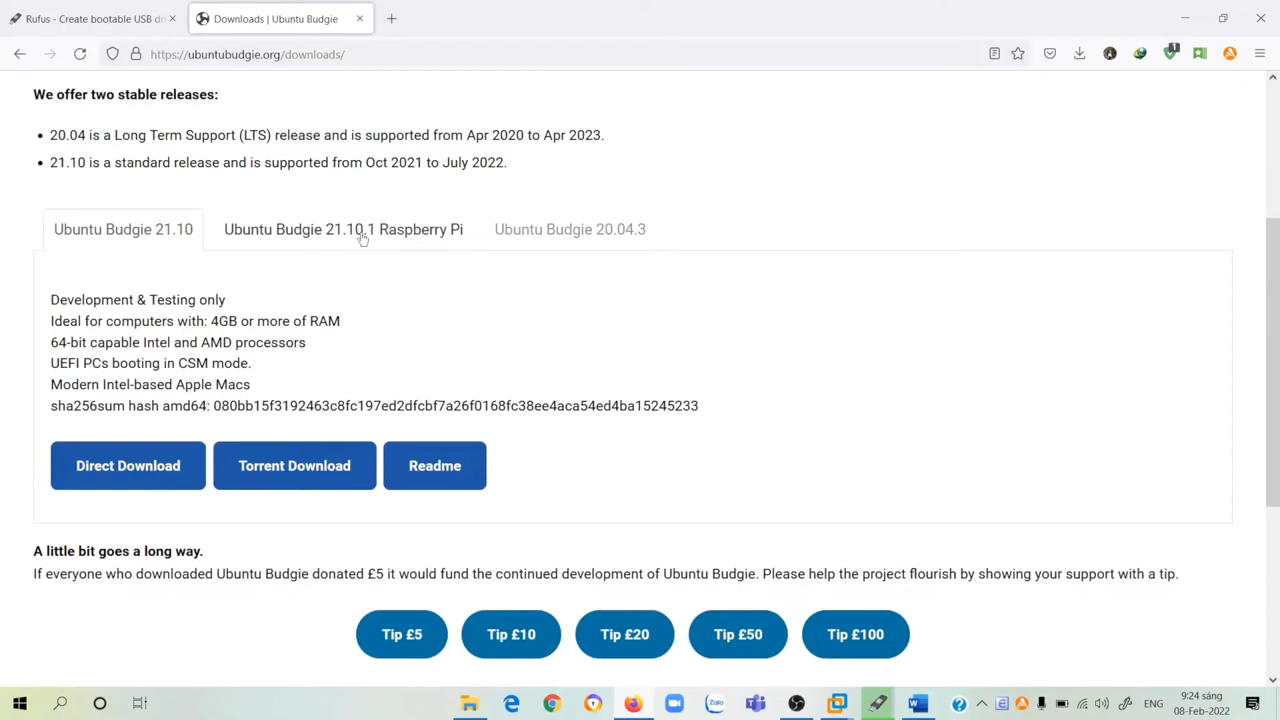 Rufus - Create bootable USB dr
Downloads | Ubuntu Budgie
https://ubuntubudgie.org/downloads/
1
We offer two stable releases:
• 20.04 is a Long Term Support (LTS) release and is supported from Apr 2020 to Apr 2023.
• 21.10 is a standard release and is supported from Oct 2021 to July 2022.
Ubuntu Budgie 21.10
Ubuntu Budgie 21.10.1 Raspberry Pi
Ubuntu Budgie 20.04.3
Development & Testing only
Ideal for computers with: 4GB or more of RAM
64-bit capable Intel and AMD processors
UEFI PCs booting in CSM mode.
Modern Intel-based Apple Macs
sha256sum hash amd64: 080bb15f3192463c8fc197ed2dfcbf7a26f0168fc38ee4aca54ed4ba15245233
Direct Download
Torrent Download
Readme
A little bit goes a long way.
If everyone who downloaded Ubuntu Budgie donated £5 it would fund the continued development of Ubuntu Budgie. Please help the project flourish by showing your support with a tip.
Tip £5
Tip £10
Tip £20
Tip £50
Tip £100
Zalo
ENG
9:24 sáng
08-Feb-2022